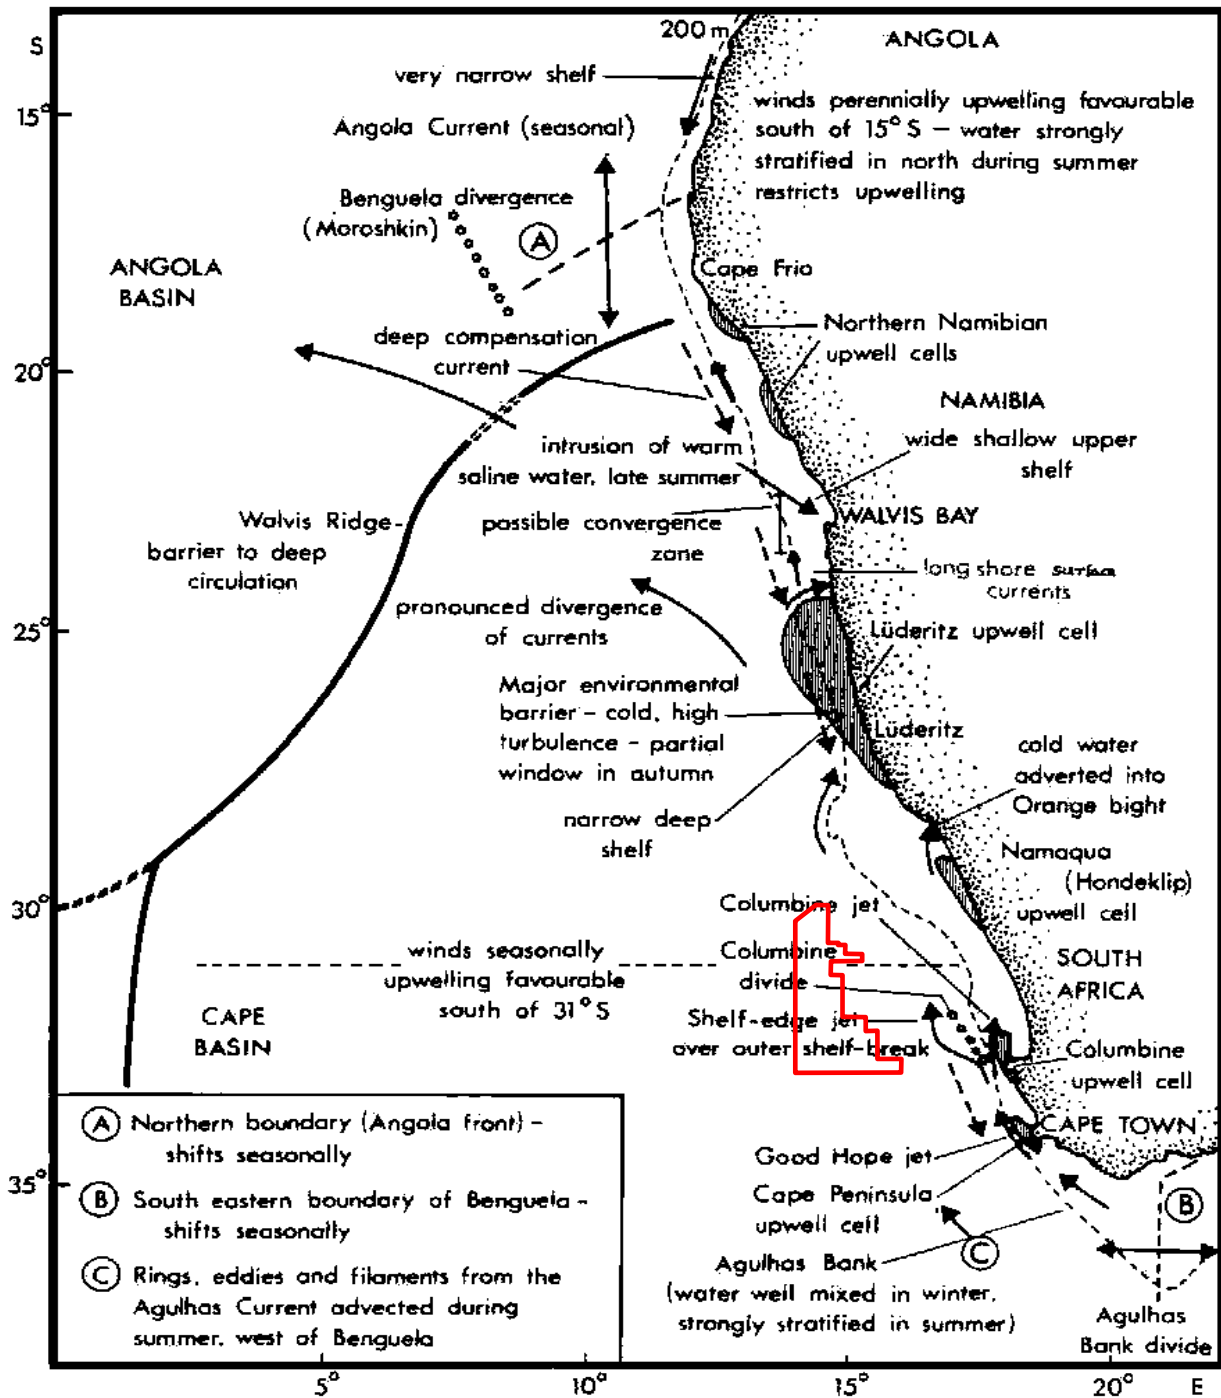 200 m
S
ANGOLA
very narrow shelf
15°
winds perennially upwelling favourable
south of 15° S – water strongly
stratified in north during summer
restricts upwelling
Angola Current (seasonal)
Benguela divergence
(Moroshkin)
A
ANGOLA
BASIN
Cape Frio
Northern Namibian
upwell cells
deep compensation
current
20°
NAMIBIA
wide shallow upper
shelf
intrusion of warm
saline water, late summer
WALVIS BAY
possible convergence
zone
Walvis Ridge-
barrier to deep
circulation
long shore surface
currents
pronounced divergence
of currents
25°
Lüderitz upwell cell
Major environmental
barrier – cold, high
turbulence – partial
window in autumn
Lüderitz
cold water
adverted into
Orange bight
narrow deep
shelf
Namaqua
(Hondeklip)
upwell cell
30°
Columbine jet
winds seasonally
upwelling favourable
south of 31° S
Columbine
divide
SOUTH
AFRICA
CAPE
BASIN
Shelf-edge jet
over outer shelf-break
Columbine
upwell cell
A Northern boundary (Angola front) –
shifts seasonally
CAPE TOWN
Good Hope jet
35°
B South eastern boundary of Benguela –
shifts seasonally
Cape Peninsula
upwell cell
B
C
Agulhas Bank
(water well mixed in winter,
strongly stratified in summer)
C Rings, eddies and filaments from the
Agulhas Current advected during
summer, west of Benguela
Agulhas
Bank divide
5°
10°
15°
20° E